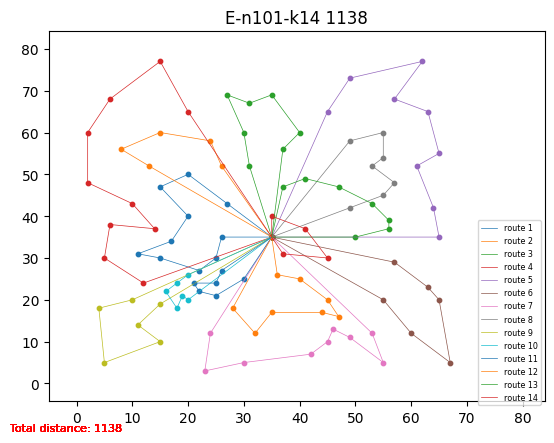 E-n101-k14 1138
80
70
60
50
40
30
20
10
0
0
10
20
30
40
50
60
70
80
route 1
route 2
route 3
route 4
route 5
route 6
route 7
route 8
route 9
route 10
route 11
route 12
route 13
route 14
Total distance: 1138